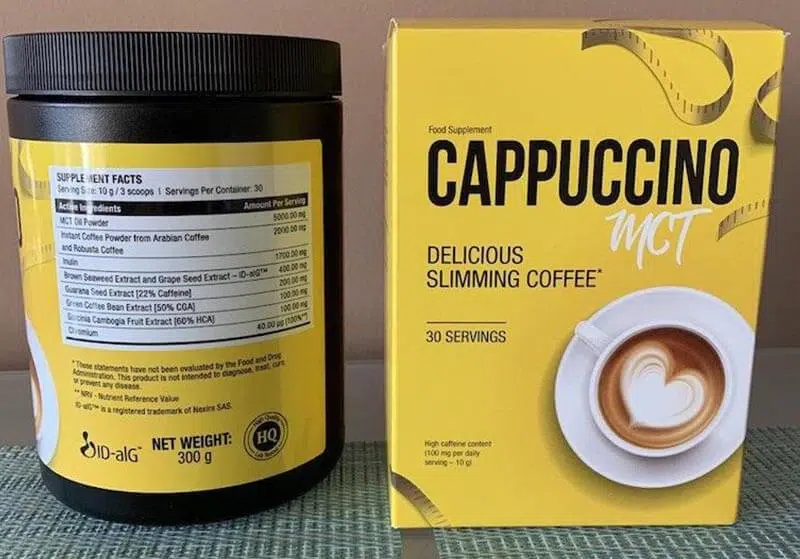 SUPPLEMENT FACTS
Serving Size: 10 g / 3 scoops | Servings Per Container: 30
Active Ingredients Amount Per Serving
MCT Oil Powder 5000.00 mg
Instant Coffee Powder from Arabian Coffee
and Robusta Coffee 2000.00 mg
Inulin 1700.00 mg
Brown Seaweed Extract and Grape Seed Extract – ID-alG™ 400.00 mg
Guarana Seed Extract [22% Caffeine] 200.00 mg
Green Coffee Bean Extract [50% CGA] 100.00 mg
Garcinia Cambogia Fruit Extract [60% HCA] 100.00 mg
Chromium 40.00 µg (100%**)
* These statements have not been evaluated by the Food and Drug
Administration. This product is not intended to diagnose, treat, cure,
or prevent any disease.
** NRV - Nutrient Reference Value
ID-alG™ is a registered trademark of Nexira SAS.
ID-alG™
NET WEIGHT:
300 g
High Quality
HQ
Food Supplement
CAPPUCCINO
MCT
DELICIOUS
SLIMMING COFFEE*
30 SERVINGS
High caffeine content
(100 mg per daily
serving – 10g)